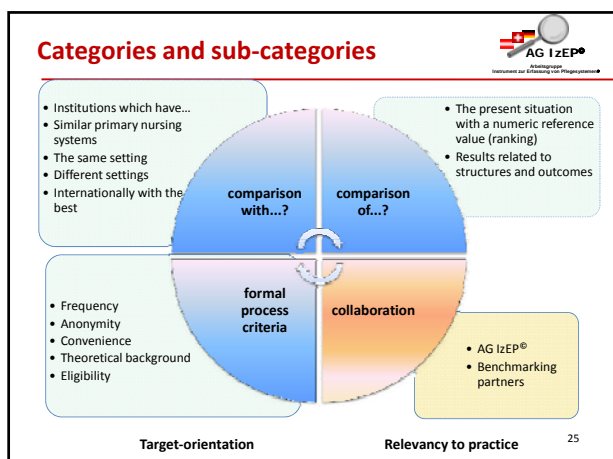 Categories and sub-categories
AG IzEP©
Arbeitsgruppe
Instrument zur Erfassung von Pflegesystemen©
• Institutions which have…
• Similar primary nursing
systems
• The same setting
• Different settings
• Internationally with the
best
• The present situation
with a numeric reference
value (ranking)
• Results related to
structures and outcomes
comparison
with...?
comparison
of...?
formal
process
criteria
collaboration
• Frequency
• Anonymity
• Convenience
• Theoretical background
• Eligibility
• AG IzEP©
• Benchmarking
partners
Target-orientation
Relevancy to practice
25